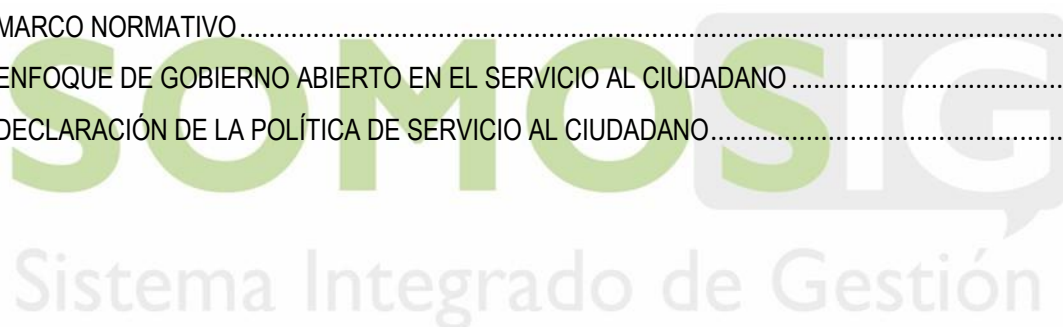 MARCO NORMATIVO........................................................................................................................
ENFOQUE DE GOBIERNO ABIERTO EN EL SERVICIO AL CIUDADANO........................................
DECLARACIÓN DE LA POLÍTICA DE SERVICIO AL CIUDADANO....................................................
SOMOSIG
Sistema Integrado de Gestión